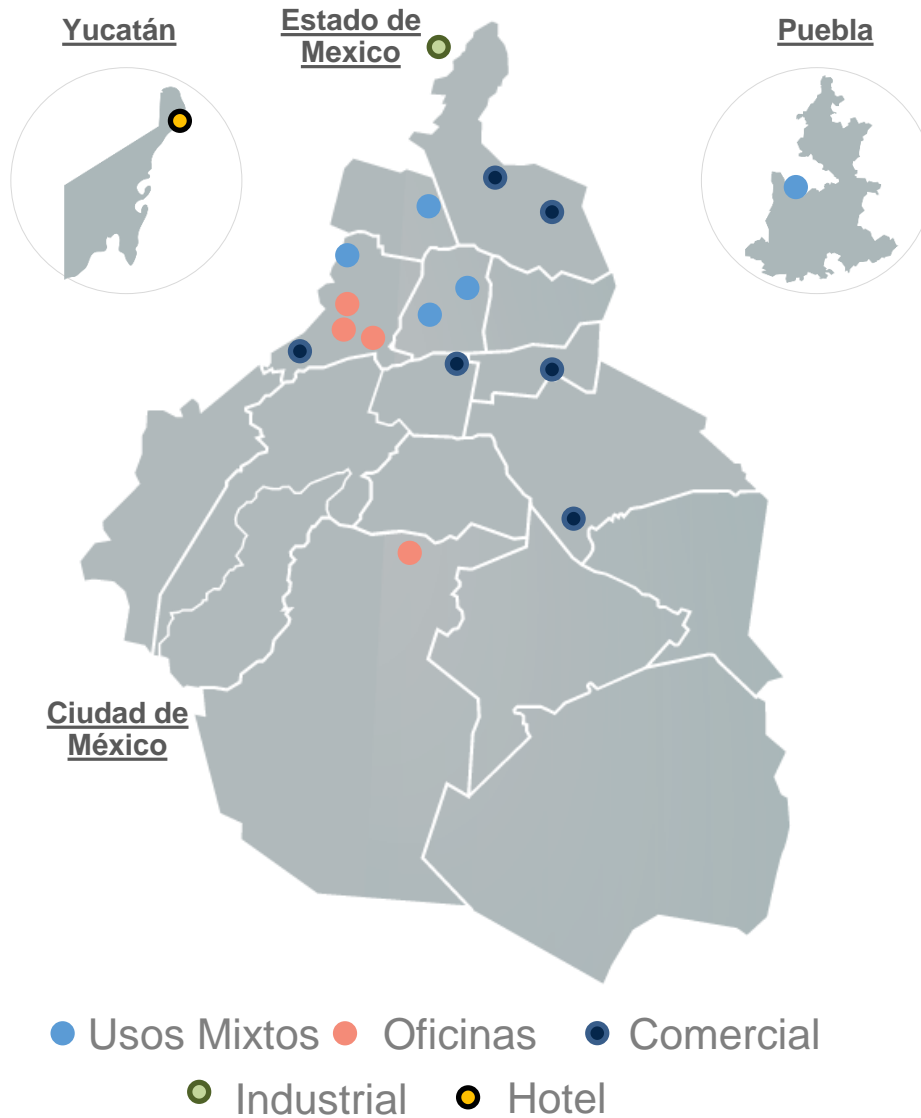 Yucatán
Estado de
Mexico
Puebla
Ciudad de
México
Usos Mixtos
Oficinas
Comercial
Industrial
Hotel